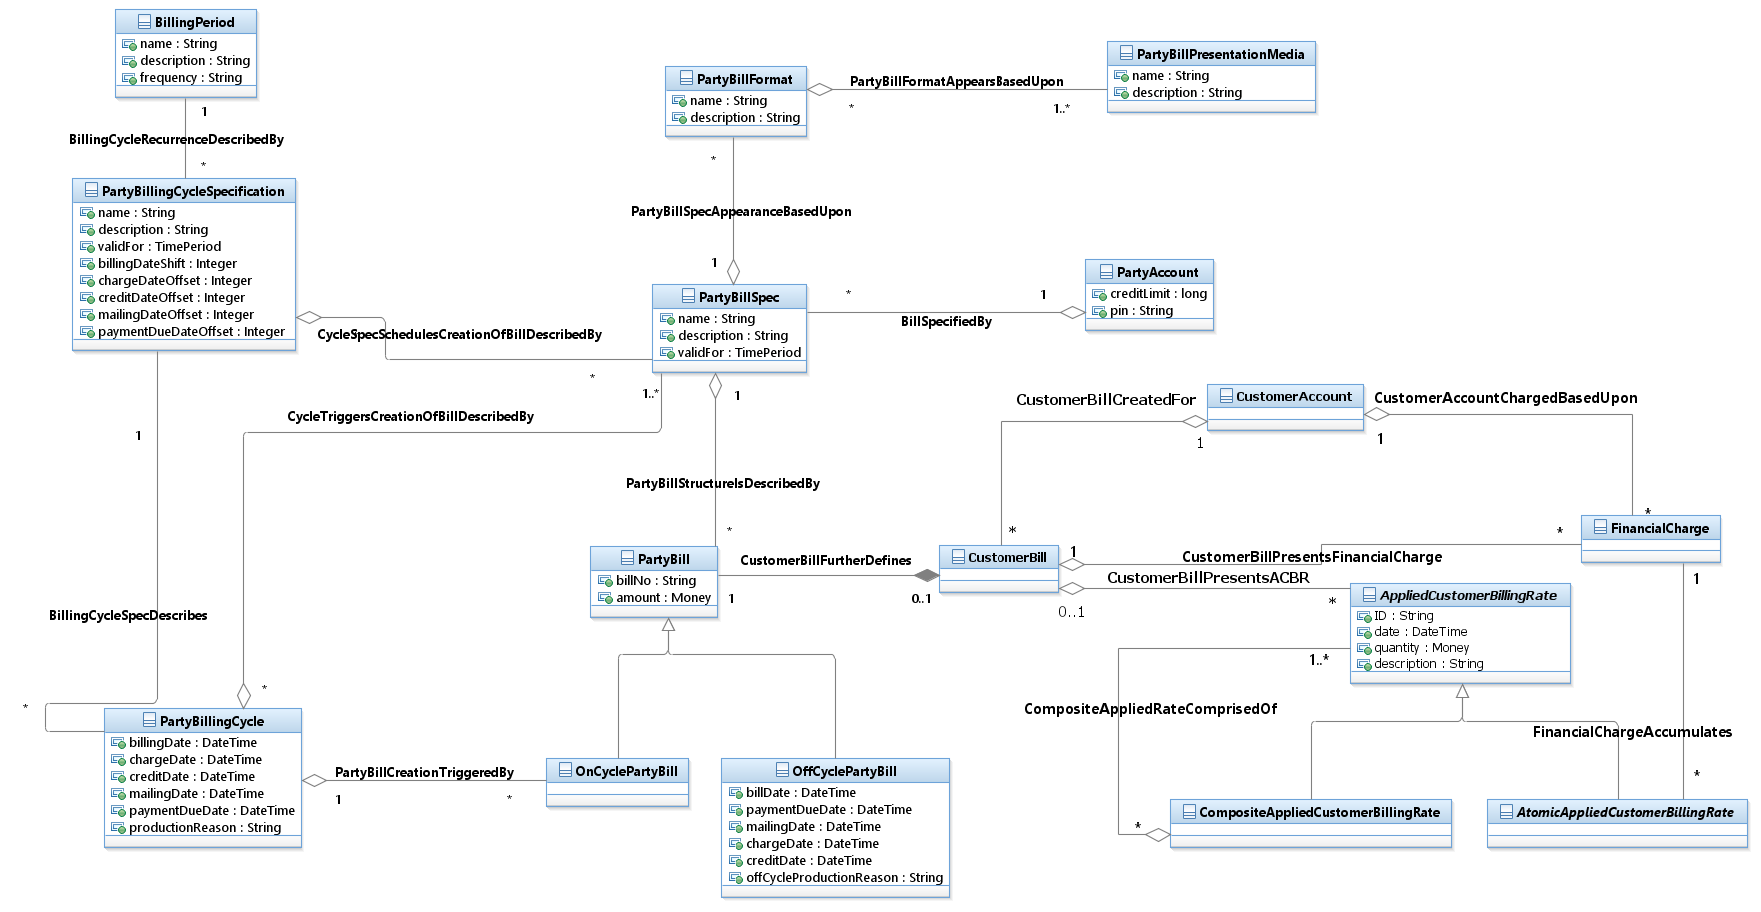 BillingPeriod
name : String
description : String
frequency : String
1
BillingCycleRecurrenceDescribedBy
*
PartyBillingCycleSpecification
name : String
description : String
validFor : TimePeriod
billingDateShift : Integer
chargeDateOffset : Integer
creditDateOffset : Integer
mailingDateOffset : Integer
paymentDueDateOffset : Integer
PartyBillFormat
name : String
description : String
PartyBillFormatAppearsBasedUpon
*
1..*
PartyBillPresentationMedia
name : String
description : String
*
PartyBillSpecAppearanceBasedUpon
1
PartyBillSpec
name : String
description : String
validFor : TimePeriod
*
1
BillSpecifiedBy
PartyAccount
creditLimit : long
pin : String
CycleSpecSchedulesCreationOfBillDescribedBy
*
1..*
1
CycleTriggersCreationOfBillDescribedBy
1
CustomerBillCreatedFor
CustomerAccount
CustomerAccountChargedBasedUpon
1
1
PartyBillStructureIsDescribedBy
*
*
*
*
FinancialCharge
PartyBill
billNo : String
amount : Money
CustomerBillFurtherDefines
1
0..1
CustomerBill
1
CustomerBillPresentsFinancialCharge
CustomerBillPresentsACBR
0..1
*
1
AppliedCustomerBillingRate
ID : String
date : DateTime
quantity : Money
description : String
BillingCycleSpecDescribes
1..*
CompositeAppliedRateComprisedOf
FinancialChargeAccumulates
*
*
PartyBillingCycle
billingDate : DateTime
chargeDate : DateTime
creditDate : DateTime
mailingDate : DateTime
paymentDueDate : DateTime
productionReason : String
PartyBillCreationTriggeredBy
1
*
OnCyclePartyBill
OffCyclePartyBill
billDate : DateTime
paymentDueDate : DateTime
mailingDate : DateTime
chargeDate : DateTime
creditDate : DateTime
offCycleProductionReason : String
*
*
CompositeAppliedCustomerBillingRate
AtomicAppliedCustomerBillingRate